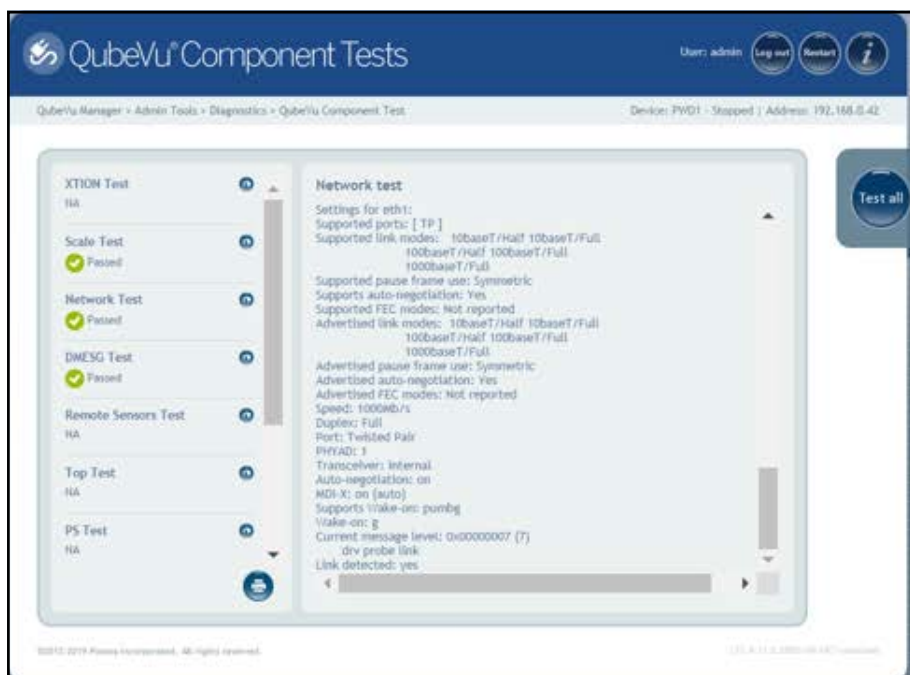 QubeVu® Component Tests
User: admin
Log out
Restart
i
QubeVu Manager > Admin Tools > Diagnostics > QubeVu Component Test
Device: PWD1 - Stopped | Address: 192.168.0.42
XTION Test
NA
Scale Test
Passed
Network Test
Passed
DMESG Test
Passed
Remote Sensors Test
NA
Top Test
NA
PS Test
NA
Network test
Settings for eth1:
Supported ports: [ TP ]
Supported link modes: 10baseT/Half 10baseT/Full
100baseT/Half 100baseT/Full
1000baseT/Full
Supported pause frame use: Symmetric
Supports auto-negotiation: Yes
Supported FEC modes: Not reported
Advertised link modes: 10baseT/Half 10baseT/Full
100baseT/Half 100baseT/Full
1000baseT/Full
Advertised pause frame use: Symmetric
Advertised auto-negotiation: Yes
Advertised FEC modes: Not reported
Speed: 1000Mb/s
Duplex: Full
Port: Twisted Pair
PHYAD: 1
Transceiver: internal
Auto-negotiation: on
MDI-X: on (auto)
Supports Wake-on: pumbg
Wake-on: g
Current message level: 0x00000007 (7)
drv probe link
Link detected: yes
Test all
©2012-2019 Postea Incorporated. All rights reserved.